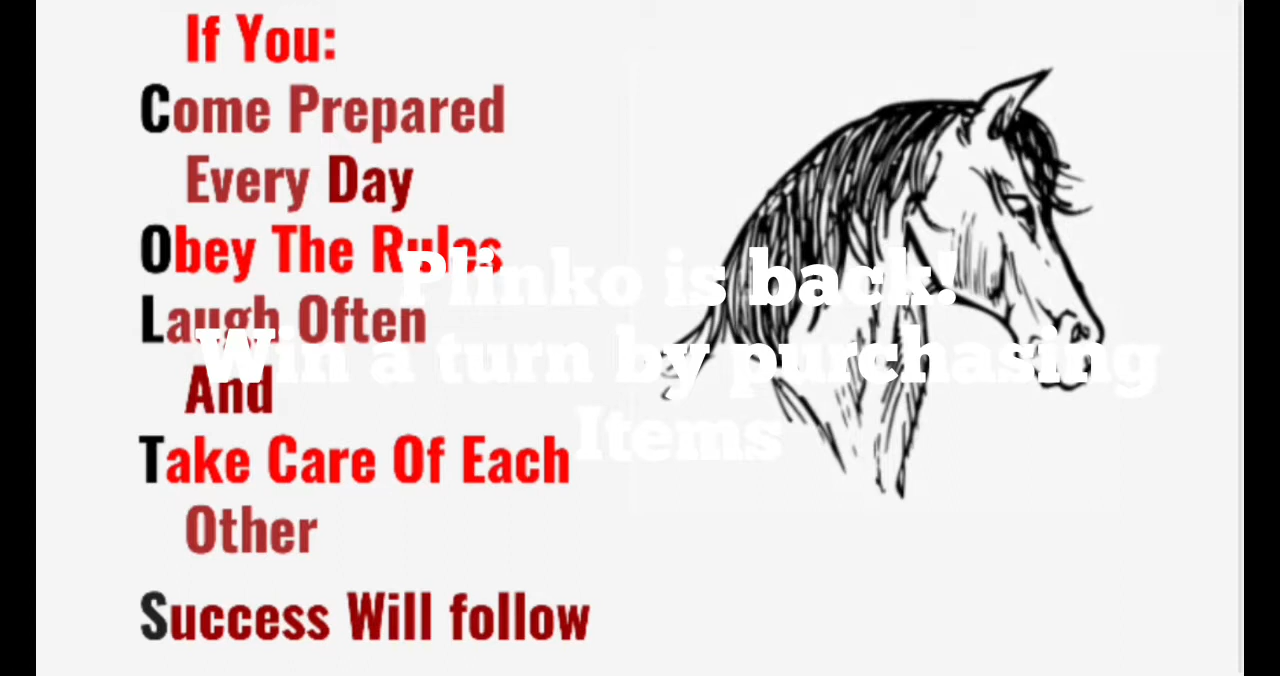 If You:
Come Prepared
Every Day
Obey The Rules
Laugh Often
And
Take Care Of Each
Other
Success Will follow
Plinko is back!
Win a turn by purchasing
Items